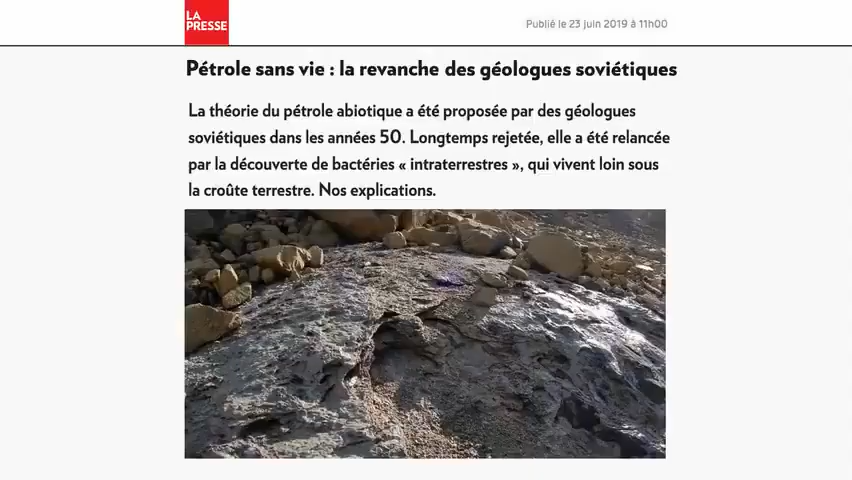 LA
PRESSE
Publié le 23 juin 2019 à 11h00
Pétrole sans vie : la revanche des géologues soviétiques
La théorie du pétrole abiotique a été proposée par des géologues
soviétiques dans les années 50. Longtemps rejetée, elle a été relancée
par la découverte de bactéries « intraterrestres », qui vivent loin sous
la croûte terrestre. Nos explications.